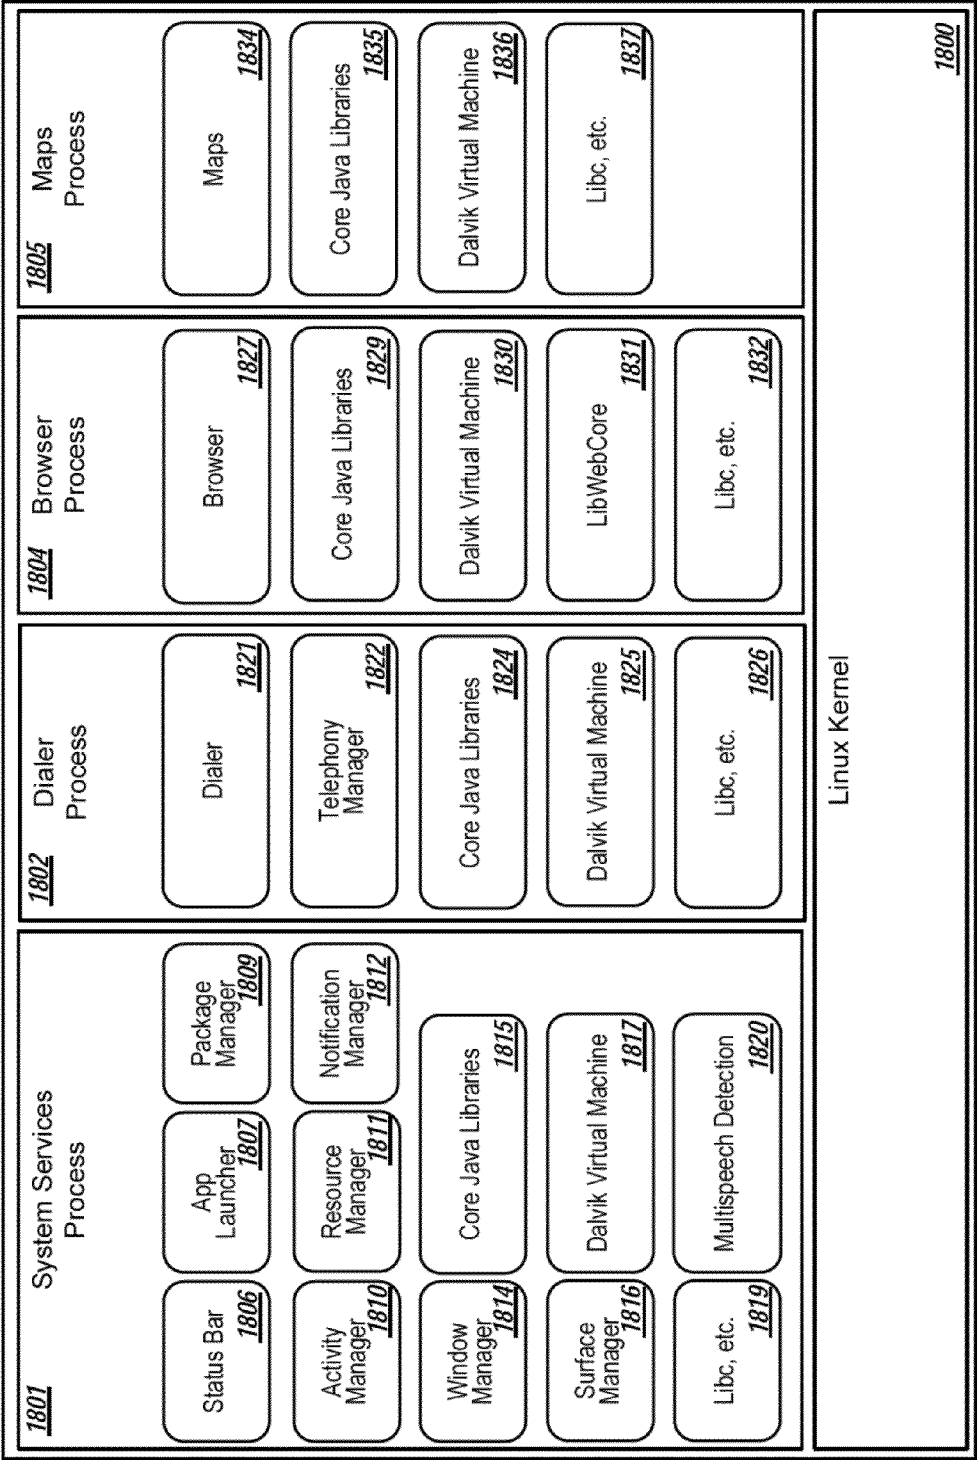 1801
System Services
Process
Status Bar
1806
App
Launcher
1807
Package
Manager
1809
Activity
Manager
1810
Resource
Manager
1811
Notification
Manager
1812
Window
Manager
1814
Core Java Libraries
1815
Surface
Manager
1816
Dalvik Virtual Machine
1817
Libc, etc.
1819
Multispeech Detection
1820
1802
Dialer
Process
Dialer
1821
Telephony
Manager
1822
Core Java Libraries
1824
Dalvik Virtual Machine
1825
Libc, etc.
1826
1804
Browser
Process
Browser
1827
Core Java Libraries
1829
Dalvik Virtual Machine
1830
LibWebCore
1831
Libc, etc.
1832
1805
Maps
Process
Maps
1834
Core Java Libraries
1835
Dalvik Virtual Machine
1836
Libc, etc.
1837
Linux Kernel
1800